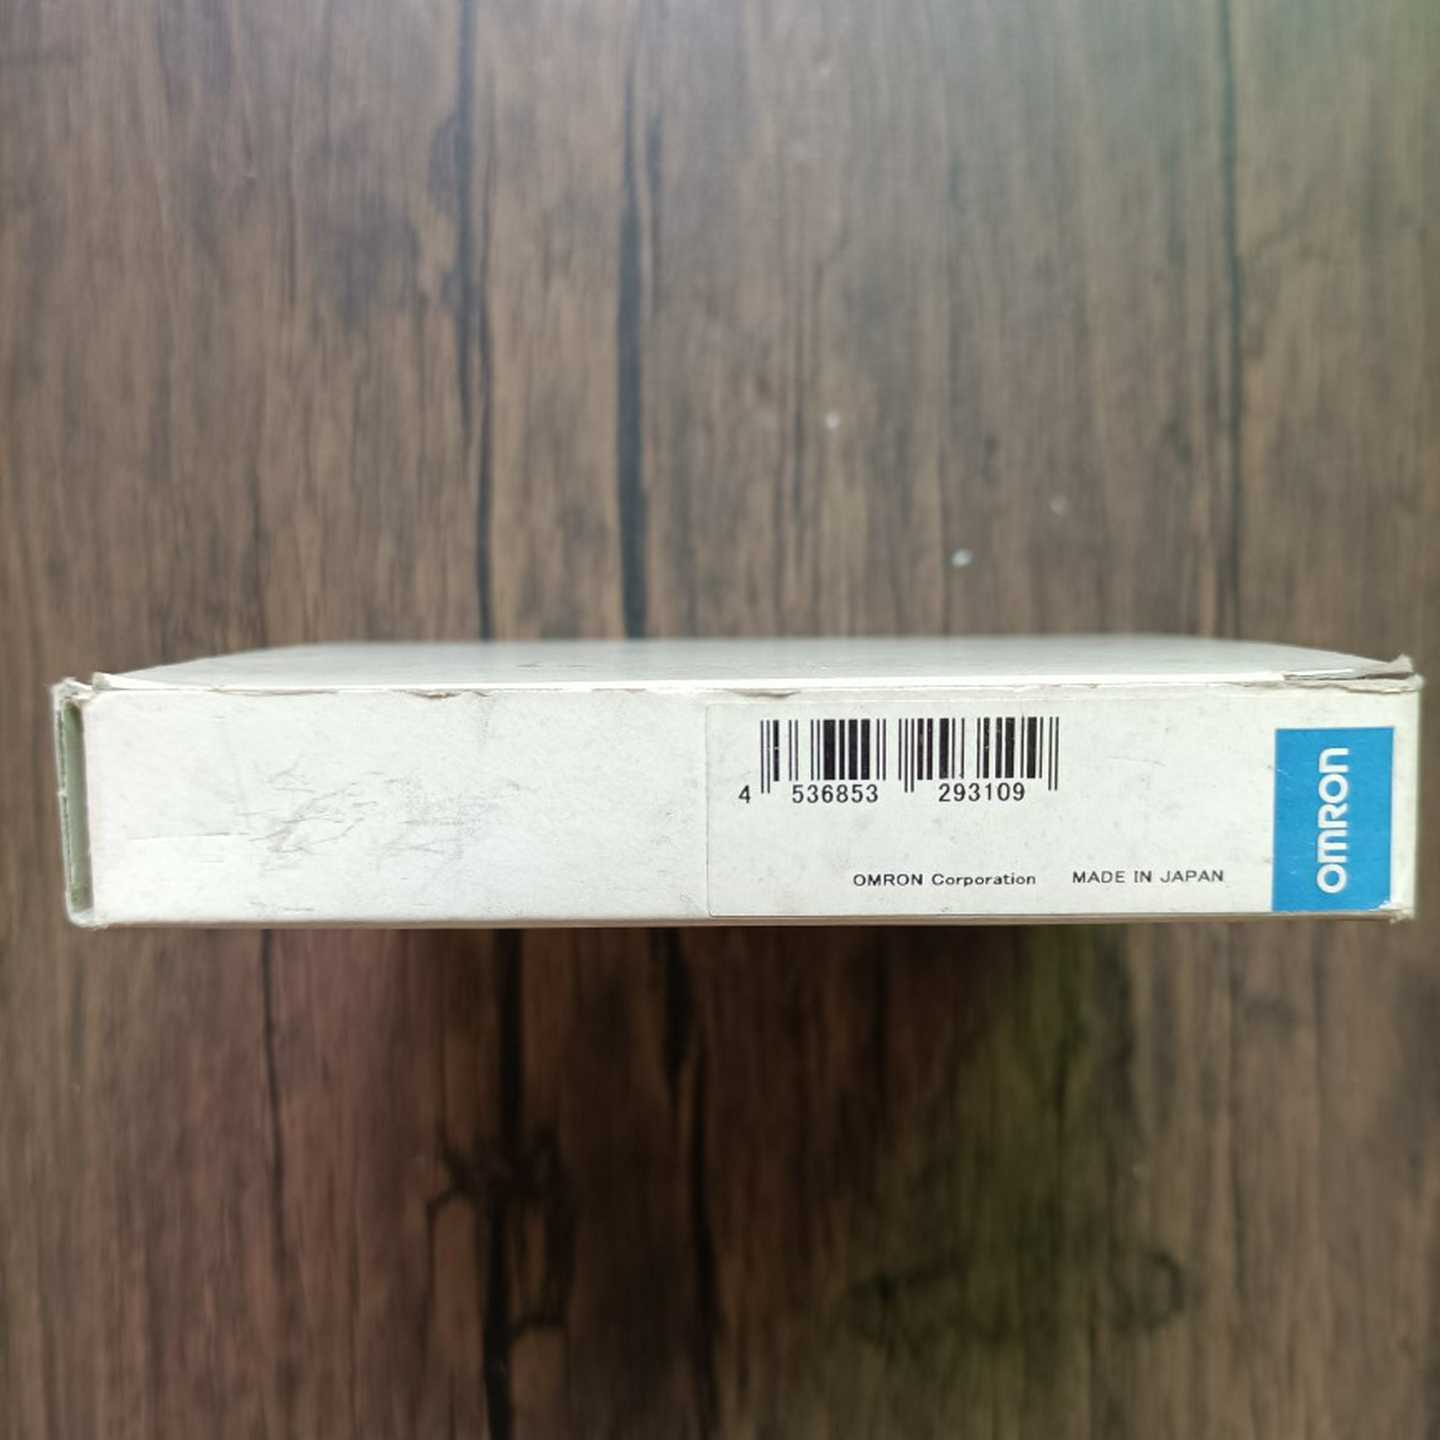 4 536853 293109
OMRON Corporation MADE IN JAPAN
OMRON